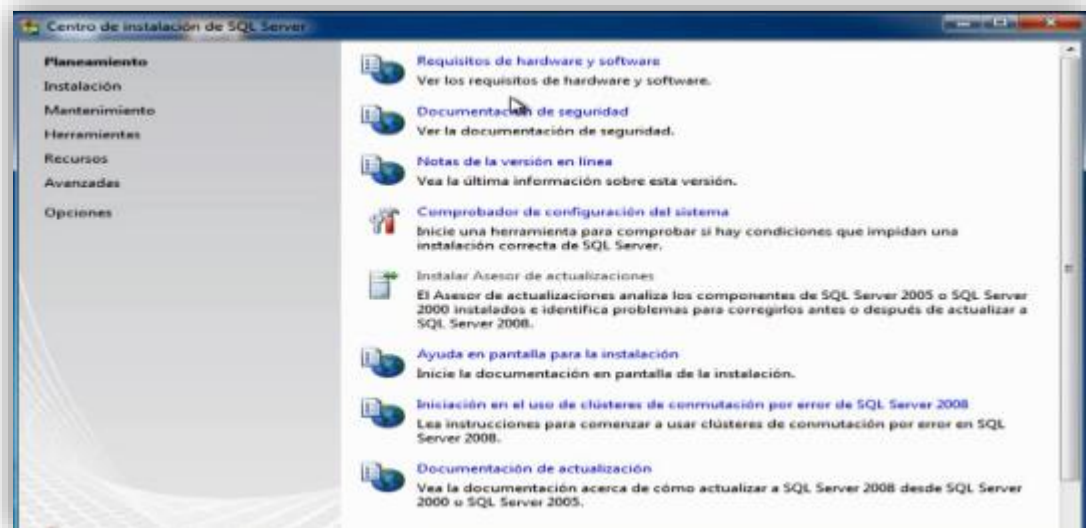 Centro de instalación de SQL Server
Planeamiento
Instalación
Mantenimiento
Herramientas
Recursos
Avanzadas
Opciones
Requisitos de hardware y software
Ver los requisitos de hardware y software.
Documentación de seguridad
Ver la documentación de seguridad.
Notas de la versión en línea
Vea la última información sobre esta versión.
Comprobador de configuración del sistema
Inicie una herramienta para comprobar si hay condiciones que impidan una
instalación correcta de SQL Server.
Instalar Asesor de actualizaciones
El Asesor de actualizaciones analiza los componentes de SQL Server 2005 o SQL Server
2000 instalados e identifica problemas para corregirlos antes o después de actualizar a
SQL Server 2008.
Ayuda en pantalla para la instalación
Inicie la documentación en pantalla de la instalación.
Iniciación en el uso de clústeres de conmutación por error de SQL Server 2008
Lea instrucciones para comenzar a usar clústeres de conmutación por error en SQL
Server 2008.
Documentación de actualización
Vea la documentación acerca de cómo actualizar a SQL Server 2008 desde SQL Server
2000 o SQL Server 2005.